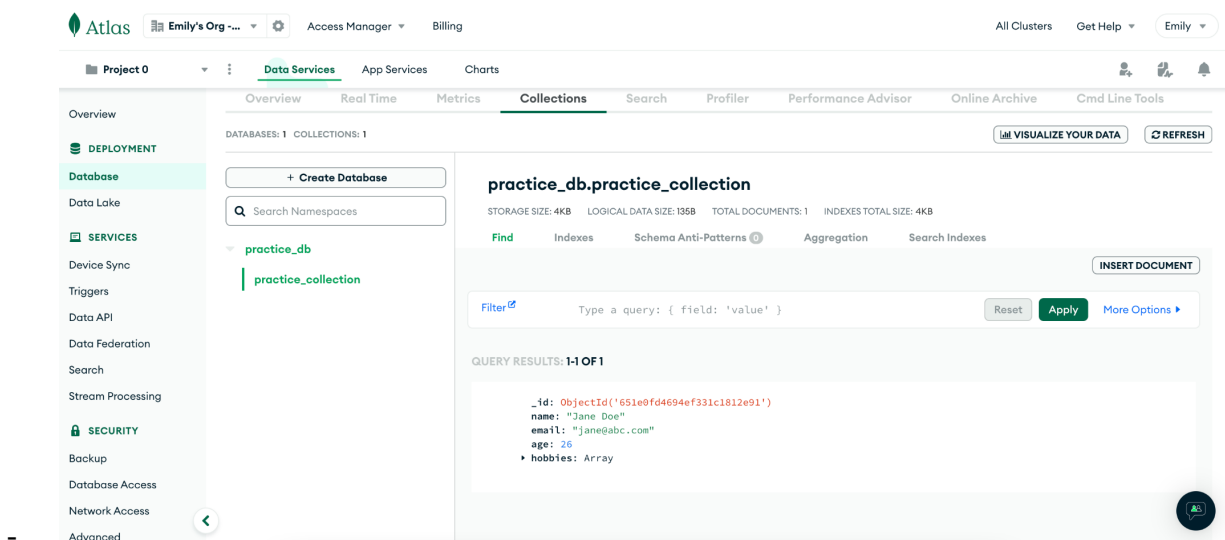 Atlas Emily's Org -... Access Manager Billing All Clusters Get Help Emily
Project 0 Data Services App Services Charts
Overview Real Time Metrics Collections Search Profiler Performance Advisor Online Archive Cmd Line Tools
Overview
DEPLOYMENT
Database
Data Lake
SERVICES
Device Sync
Triggers
Data API
Data Federation
Search
Stream Processing
SECURITY
Backup
Database Access
Network Access
Advanced
DATABASES: 1 COLLECTIONS: 1
VISUALIZE YOUR DATA REFRESH
+ Create Database
Search Namespaces
practice_db
practice_collection
practice_db.practice_collection
STORAGE SIZE: 4KB LOGICAL DATA SIZE: 135B TOTAL DOCUMENTS: 1 INDEXES TOTAL SIZE: 4KB
Find Indexes Schema Anti-Patterns 0 Aggregation Search Indexes
INSERT DOCUMENT
Filter Type a query: { field: 'value' } Reset Apply More Options
QUERY RESULTS: 1-1 OF 1
_id: ObjectId('651e0fd4694ef331c1812e91')
name: "Jane Doe"
email: "jane@abc.com"
age: 26
hobbies: Array